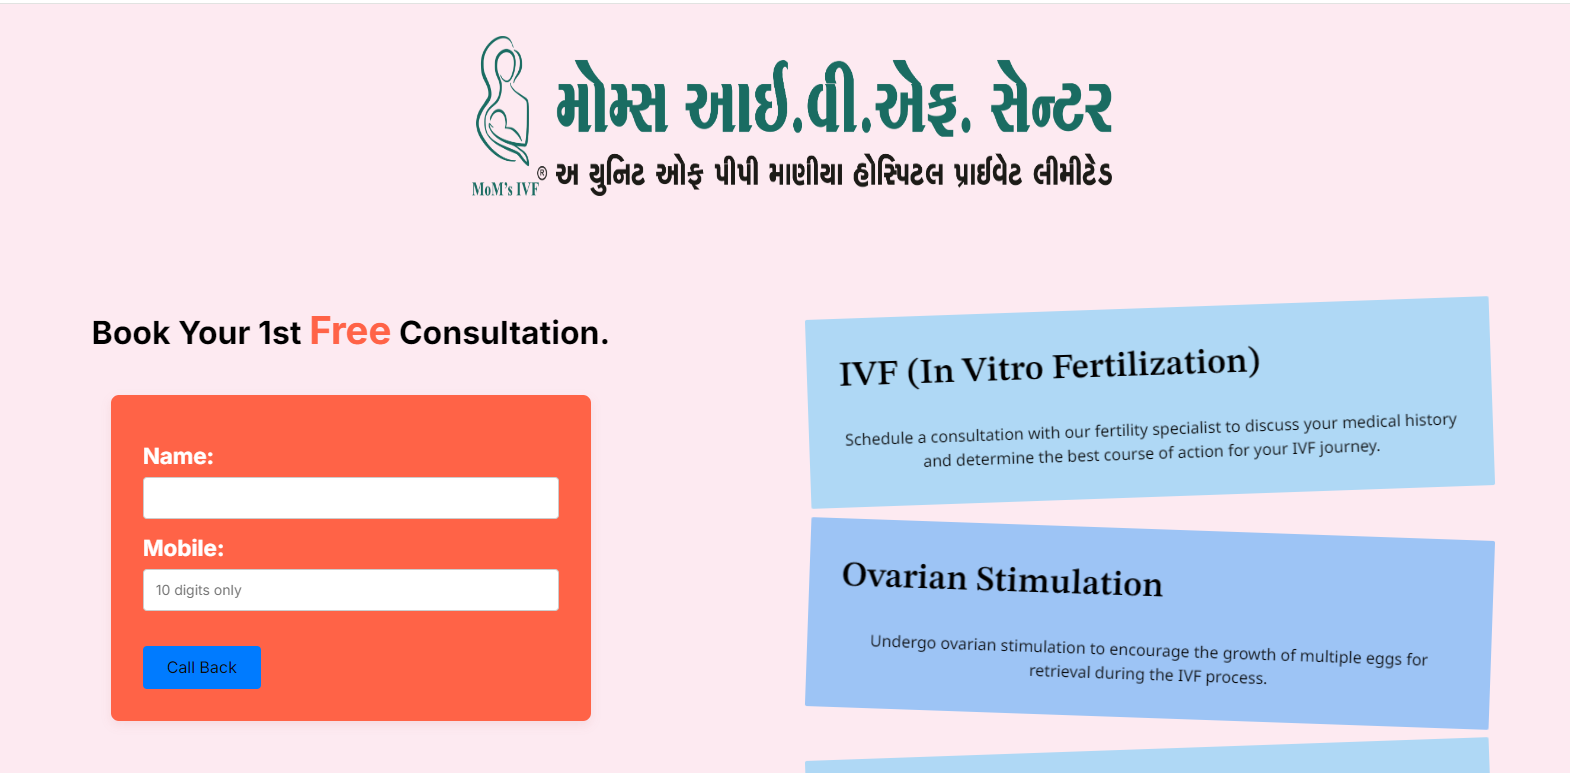 મોમ્સ આઈ.વી.એફ. સેન્ટર
MoM's IVF®
અ યુનિટ ઓફ પીપી માણીયા હોસ્પિટલ પ્રાઈવેટ લીમીટેડ
Book Your 1st Free Consultation.
Name:
Mobile:
10 digits only
Call Back
IVF (In Vitro Fertilization)
Schedule a consultation with our fertility specialist to discuss your medical history
and determine the best course of action for your IVF journey.
Ovarian Stimulation
Undergo ovarian stimulation to encourage the growth of multiple eggs for
retrieval during the IVF process.